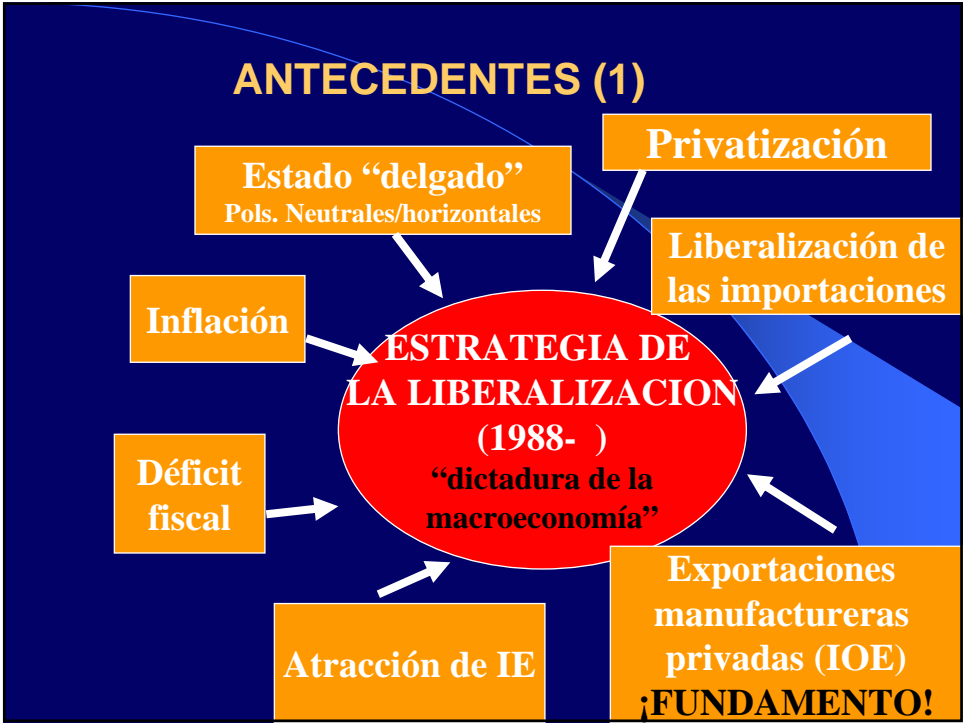 ANTECEDENTES (1)
Privatización
Estado “delgado”
Pols. Neutrales/horizontales
Liberalización de
las importaciones
Inflación
ESTRATEGIA DE
LA LIBERALIZACION
(1988-  )
“dictadura de la
macroeconomía”
Déficit
fiscal
Exportaciones
manufactureras
privadas (IOE)
¡FUNDAMENTO!
Atracción de IE